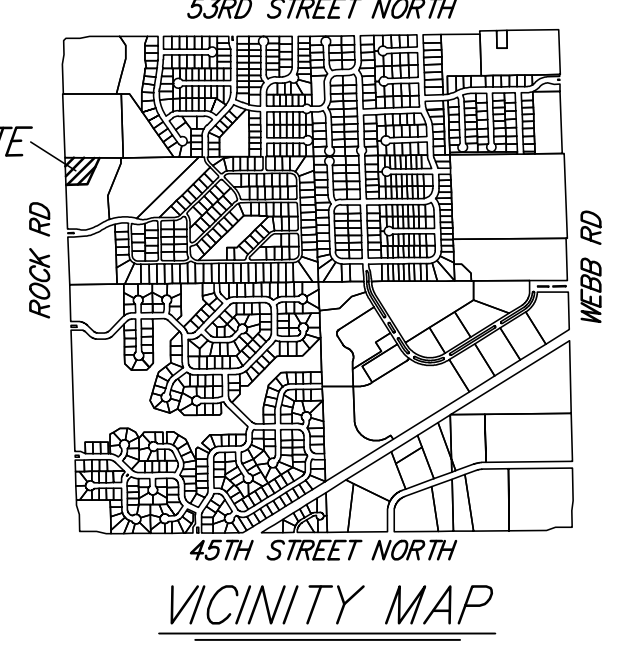 53RD STREET NORTH
TE
ROCK RD
WEBB RD
45TH STREET NORTH
VICINITY MAP